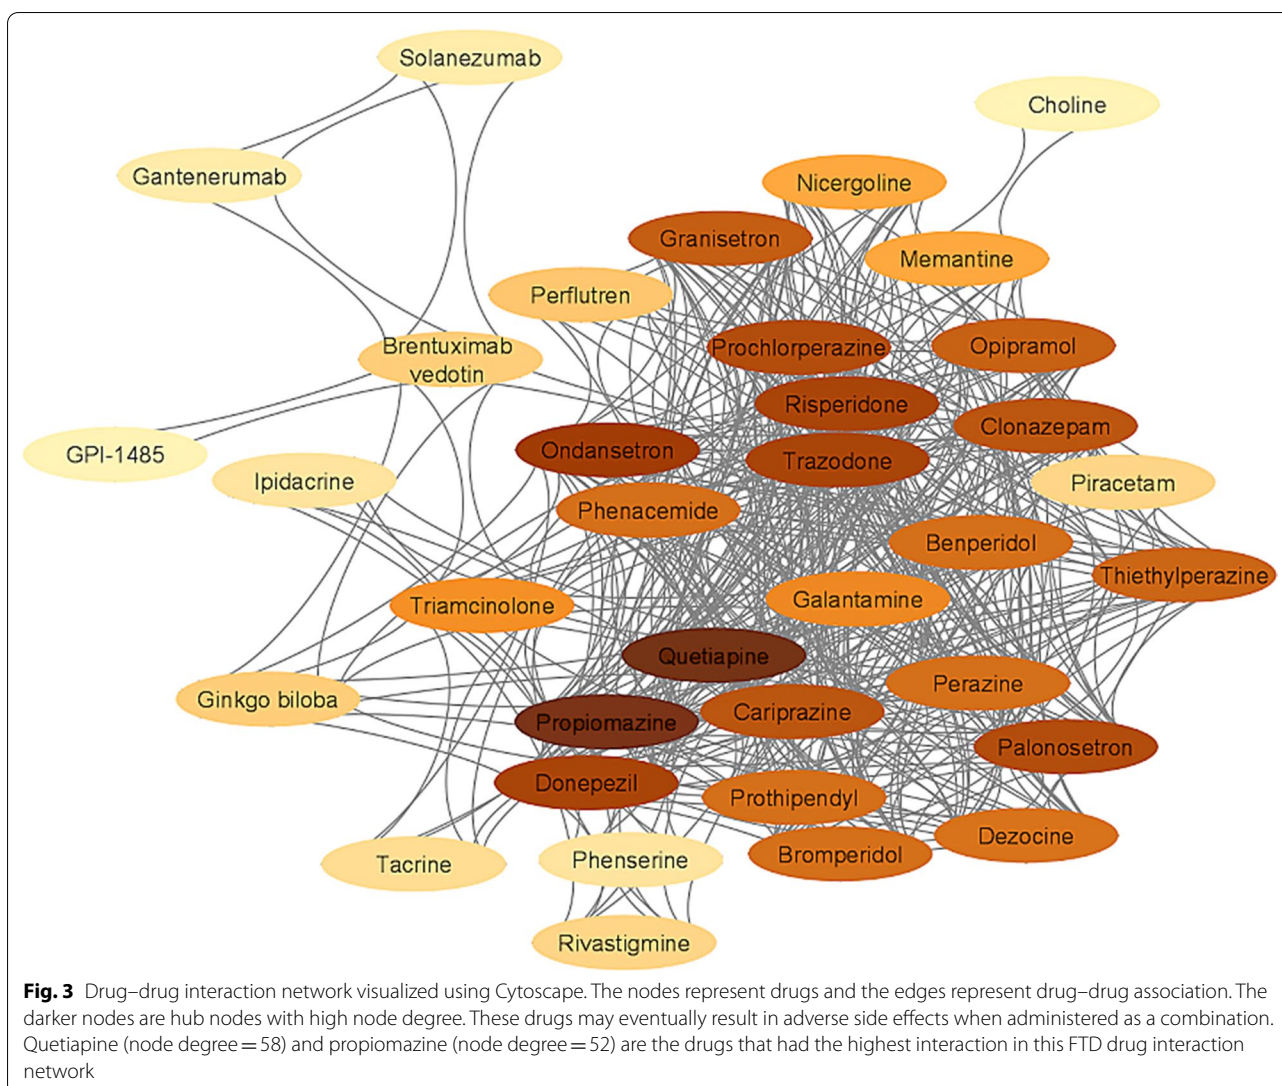 Solanezumab
Choline
Gantenerumab
Nicergoline
Granisetron
Memantine
Perflutren
Brentuximab
vedotin
Prochlorperazine
Opipramol
Risperidone
Clonazepam
GPI-1485
Ondansetron
Trazodone
Ipidacrine
Piracetam
Phenacemide
Benperidol
Thiethylperazine
Triamcinolone
Galantamine
Quetiapine
Ginkgo biloba
Perazine
Propiomazine
Cariprazine
Palonosetron
Donepezil
Prothipendyl
Dezocine
Tacrine
Phenserine
Bromperidol
Rivastigmine
Fig. 3 Drug–drug interaction network visualized using Cytoscape. The nodes represent drugs and the edges represent drug–drug association. The
darker nodes are hub nodes with high node degree. These drugs may eventually result in adverse side effects when administered as a combination.
Quetiapine (node degree = 58) and propiomazine (node degree = 52) are the drugs that had the highest interaction in this FTD drug interaction
network